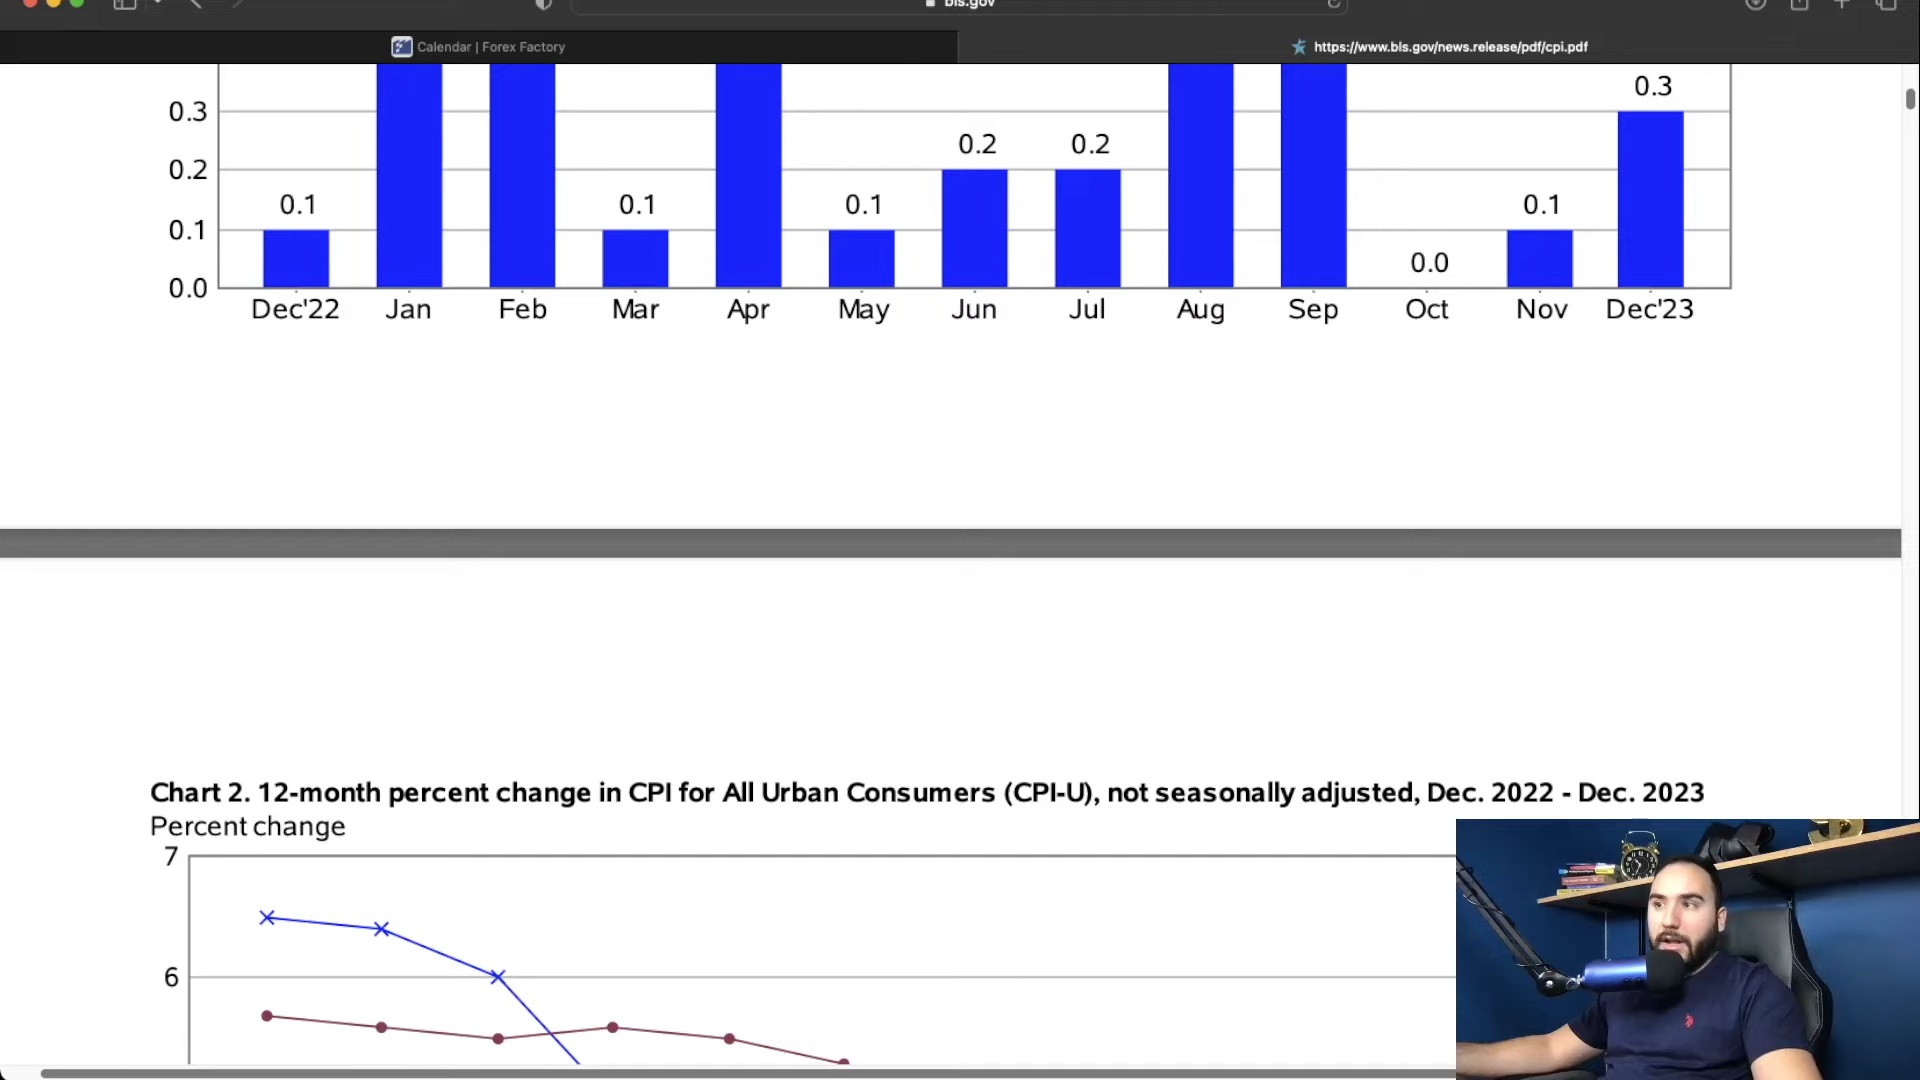 bls.gov
Calendar | Forex Factory
https://www.bls.gov/news.release/pdf/cpi.pdf
0.3
0.3
0.2
0.2
0.2
0.1
0.1
0.1
0.1
0.1
0.0
0.0
Dec'22 Jan Feb Mar Apr May Jun Jul Aug Sep Oct Nov Dec'23
Chart 2. 12-month percent change in CPI for All Urban Consumers (CPI-U), not seasonally adjusted, Dec. 2022 - Dec. 2023
Percent change
7
6